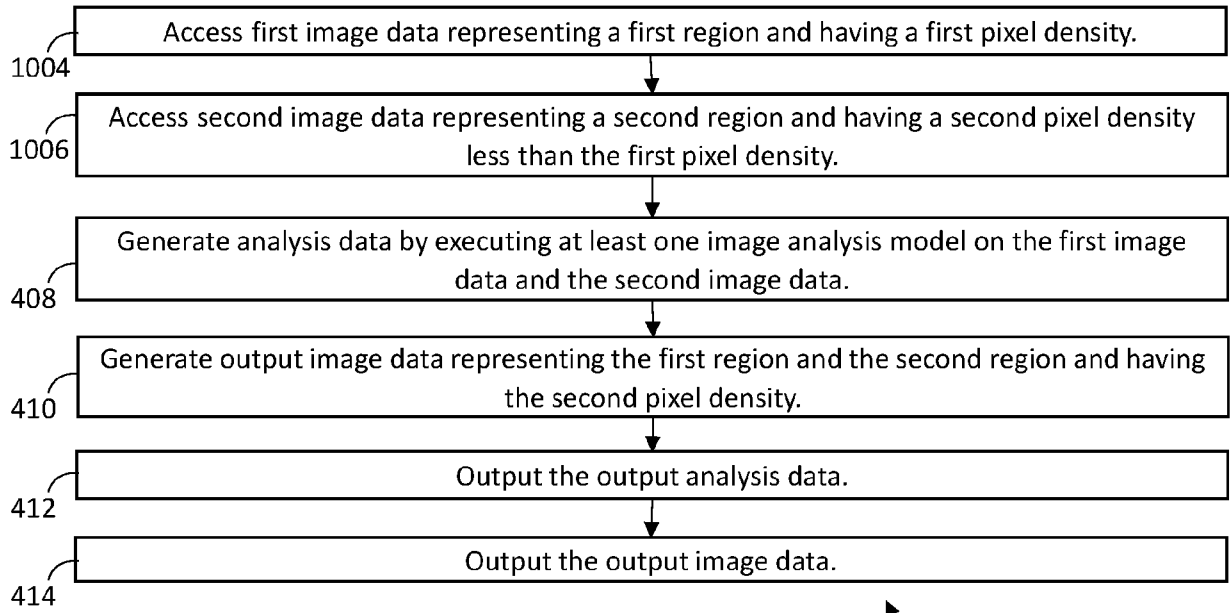 Access first image data representing a first region and having a first pixel density.
1004
Access second image data representing a second region and having a second pixel density
less than the first pixel density.
1006
Generate analysis data by executing at least one image analysis model on the first image
data and the second image data.
408
Generate output image data representing the first region and the second region and having
the second pixel density.
410
Output the output analysis data.
412
Output the output image data.
414